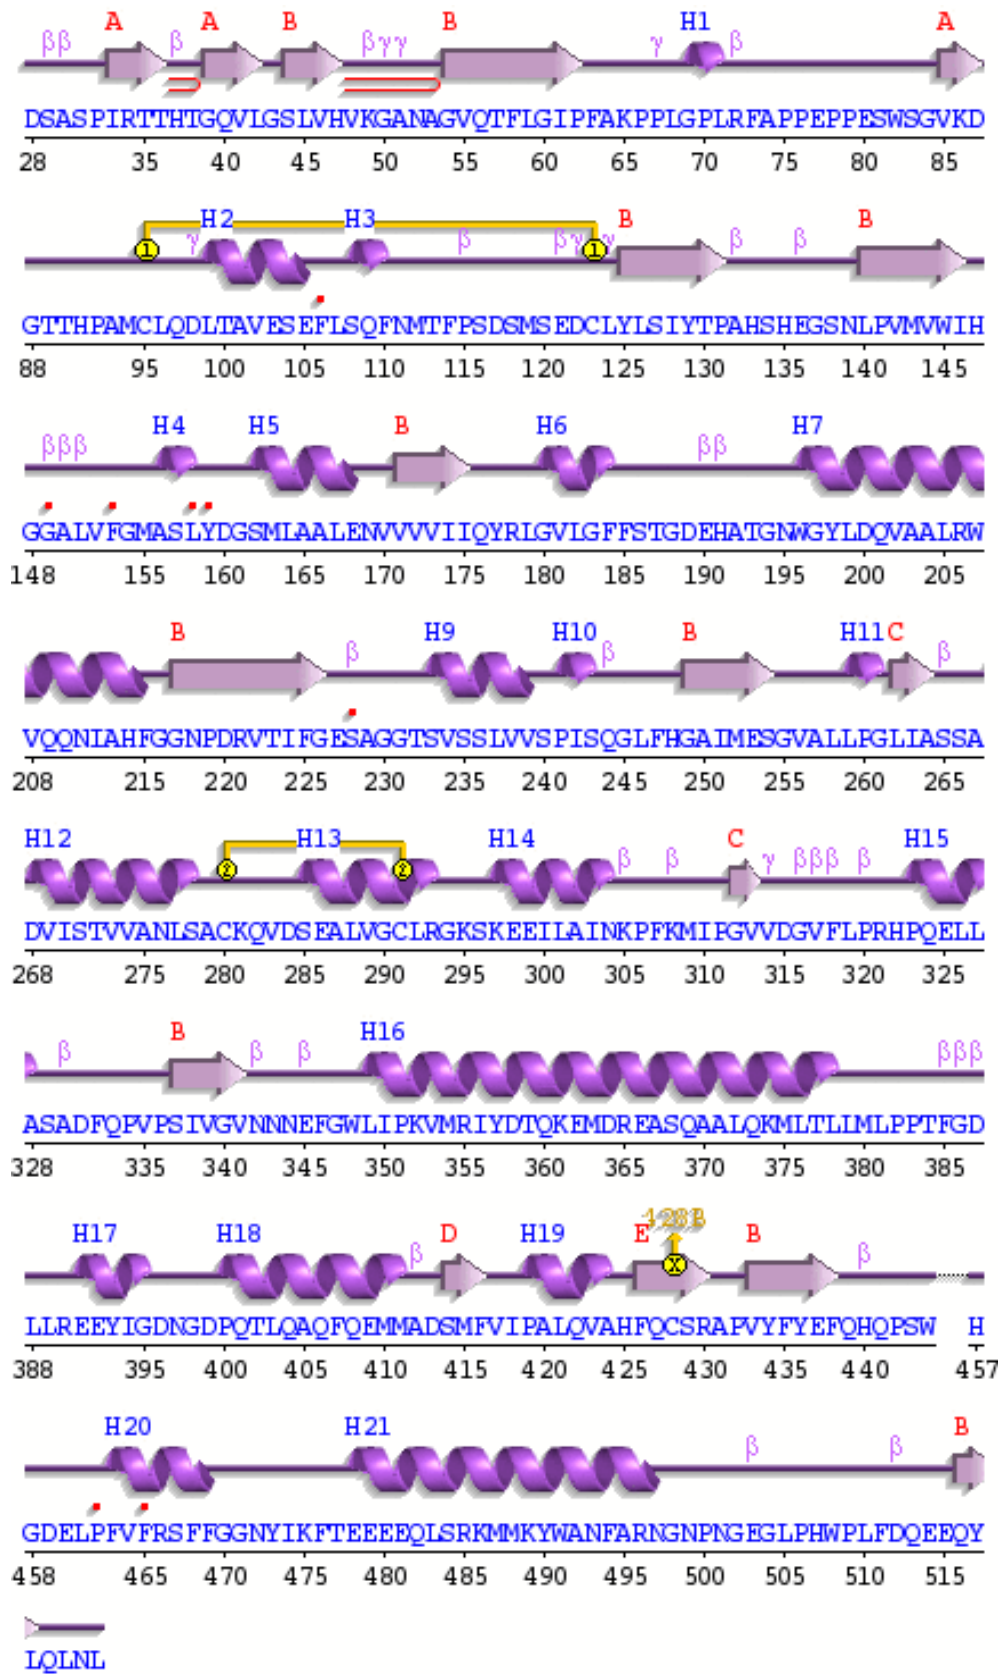 ββ A β A B βγγ B γ H1 β A
DSASPIRTTHTGQVLGSLVHVKGANAGVQTFLGIPFAKPPLGPLRFAPPEPPESWSGVKD
28 35 40 45 50 55 60 65 70 75 80 85
1 γ H2 H3 β βγ 1 γ B β β B
GTTHPAMCLQDLTAVESEFLSQFNMTFPSDSMSEDCLYLSIYTPAHSHEGSNLPVMVWIH
88 95 100 105 110 115 120 125 130 135 140 145
βββ H4 H5 B H6 ββ H7
GGALVFGMASLYDGSMLAALENVVVVIIQYRLGVLGFFSTGDEHATGNWGYLDQVAALRW
148 155 160 165 170 175 180 185 190 195 200 205
B β H9 H10 β B H11 C β
VQQNIAHFGGNPDRVTIFGESAGGTSVSSLVVSPISQGLFHGAIMESGVALLPGLIASSA
208 215 220 225 230 235 240 245 250 255 260 265
H12 2 H13 2 H14 β β C γ βββ β H15
DVISTVVANLSACKQVDSEALVGCLRGKSKEEILAINKPFKMIPGVVDGVFLPRHPQELL
268 275 280 285 290 295 300 305 310 315 320 325
β B β β H16 βββ
ASADFQPVPSIVGVNNNEFGWLIPKVMRIYDTQKEMDREASQAALQKMLTLLMLPPTFGD
328 335 340 345 350 355 360 365 370 375 380 385
H17 H18 β D H19 E X B β
LLREEYIGDNGDPQTLQAQFQEMMADSMFVIPALQVAHFQCSRAPVYFYEFQHQPSW H
388 395 400 405 410 415 420 425 430 435 440 457
H20 H21 β β B
GDELPFVFRSFFGGNYIKFTEEEEQLSRKMMKYWANFARNGNPNGEGLPHWPLFDQEEQY
458 465 470 475 480 485 490 495 500 505 510 515
LQLNL